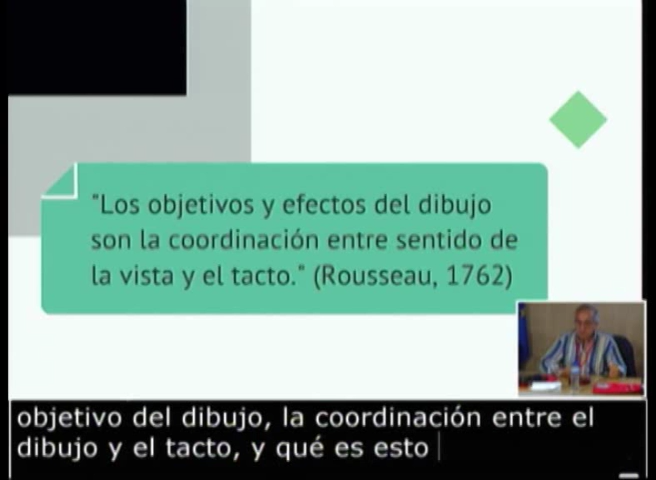 "Los objetivos y efectos del dibujo
son la coordinación entre sentido de
la vista y el tacto." (Rousseau, 1762)
objetivo del dibujo, la coordinación entre el
dibujo y el tacto, y qué es esto